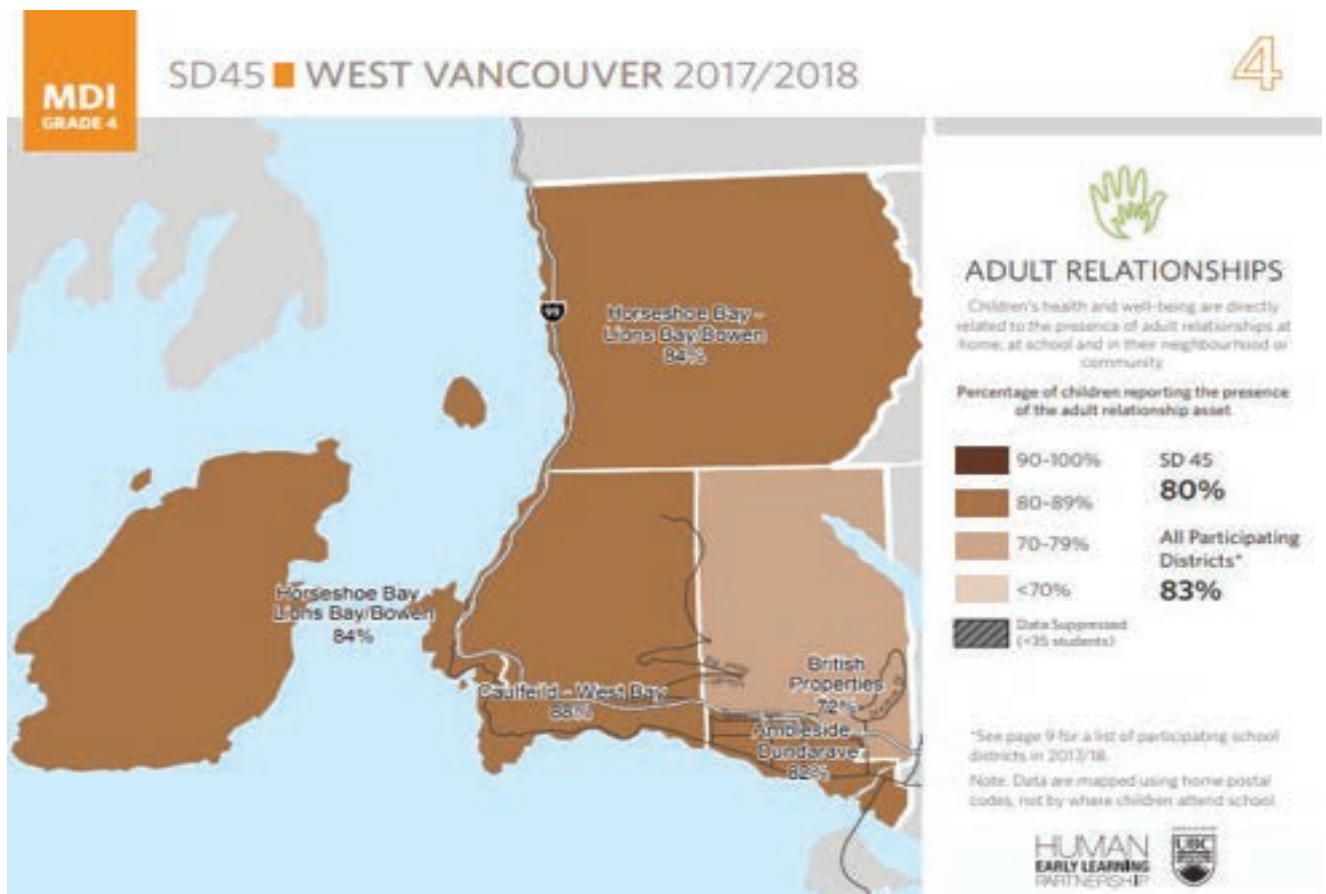 MDI
GRADE 4
SD45 WEST VANCOUVER 2017/2018
4
99
Horseshoe Bay -
Lions Bay/Bowen
84%
Horseshoe Bay -
Lions Bay/Bowen
84%
Caulfeild - West Bay
British
Properties
72%
Ambleside -
Dundarave
82%
ADULT RELATIONSHIPS
Children's health and well-being are directly
related to the presence of adult relationships at
home, at school and in their neighbourhood or
community.
Percentage of children reporting the presence
of the adult relationship asset
90-100%
80-89%
70-79%
<70%
Data Suppressed
(<35 students)
SD 45
80%
All Participating
Districts*
83%
*See page 9 for a list of participating school
districts in 2017/18.
Note: Data are mapped using home postal
codes, not by where children attend school.
HUMAN
EARLY LEARNING
PARTNERSHIP
UBC